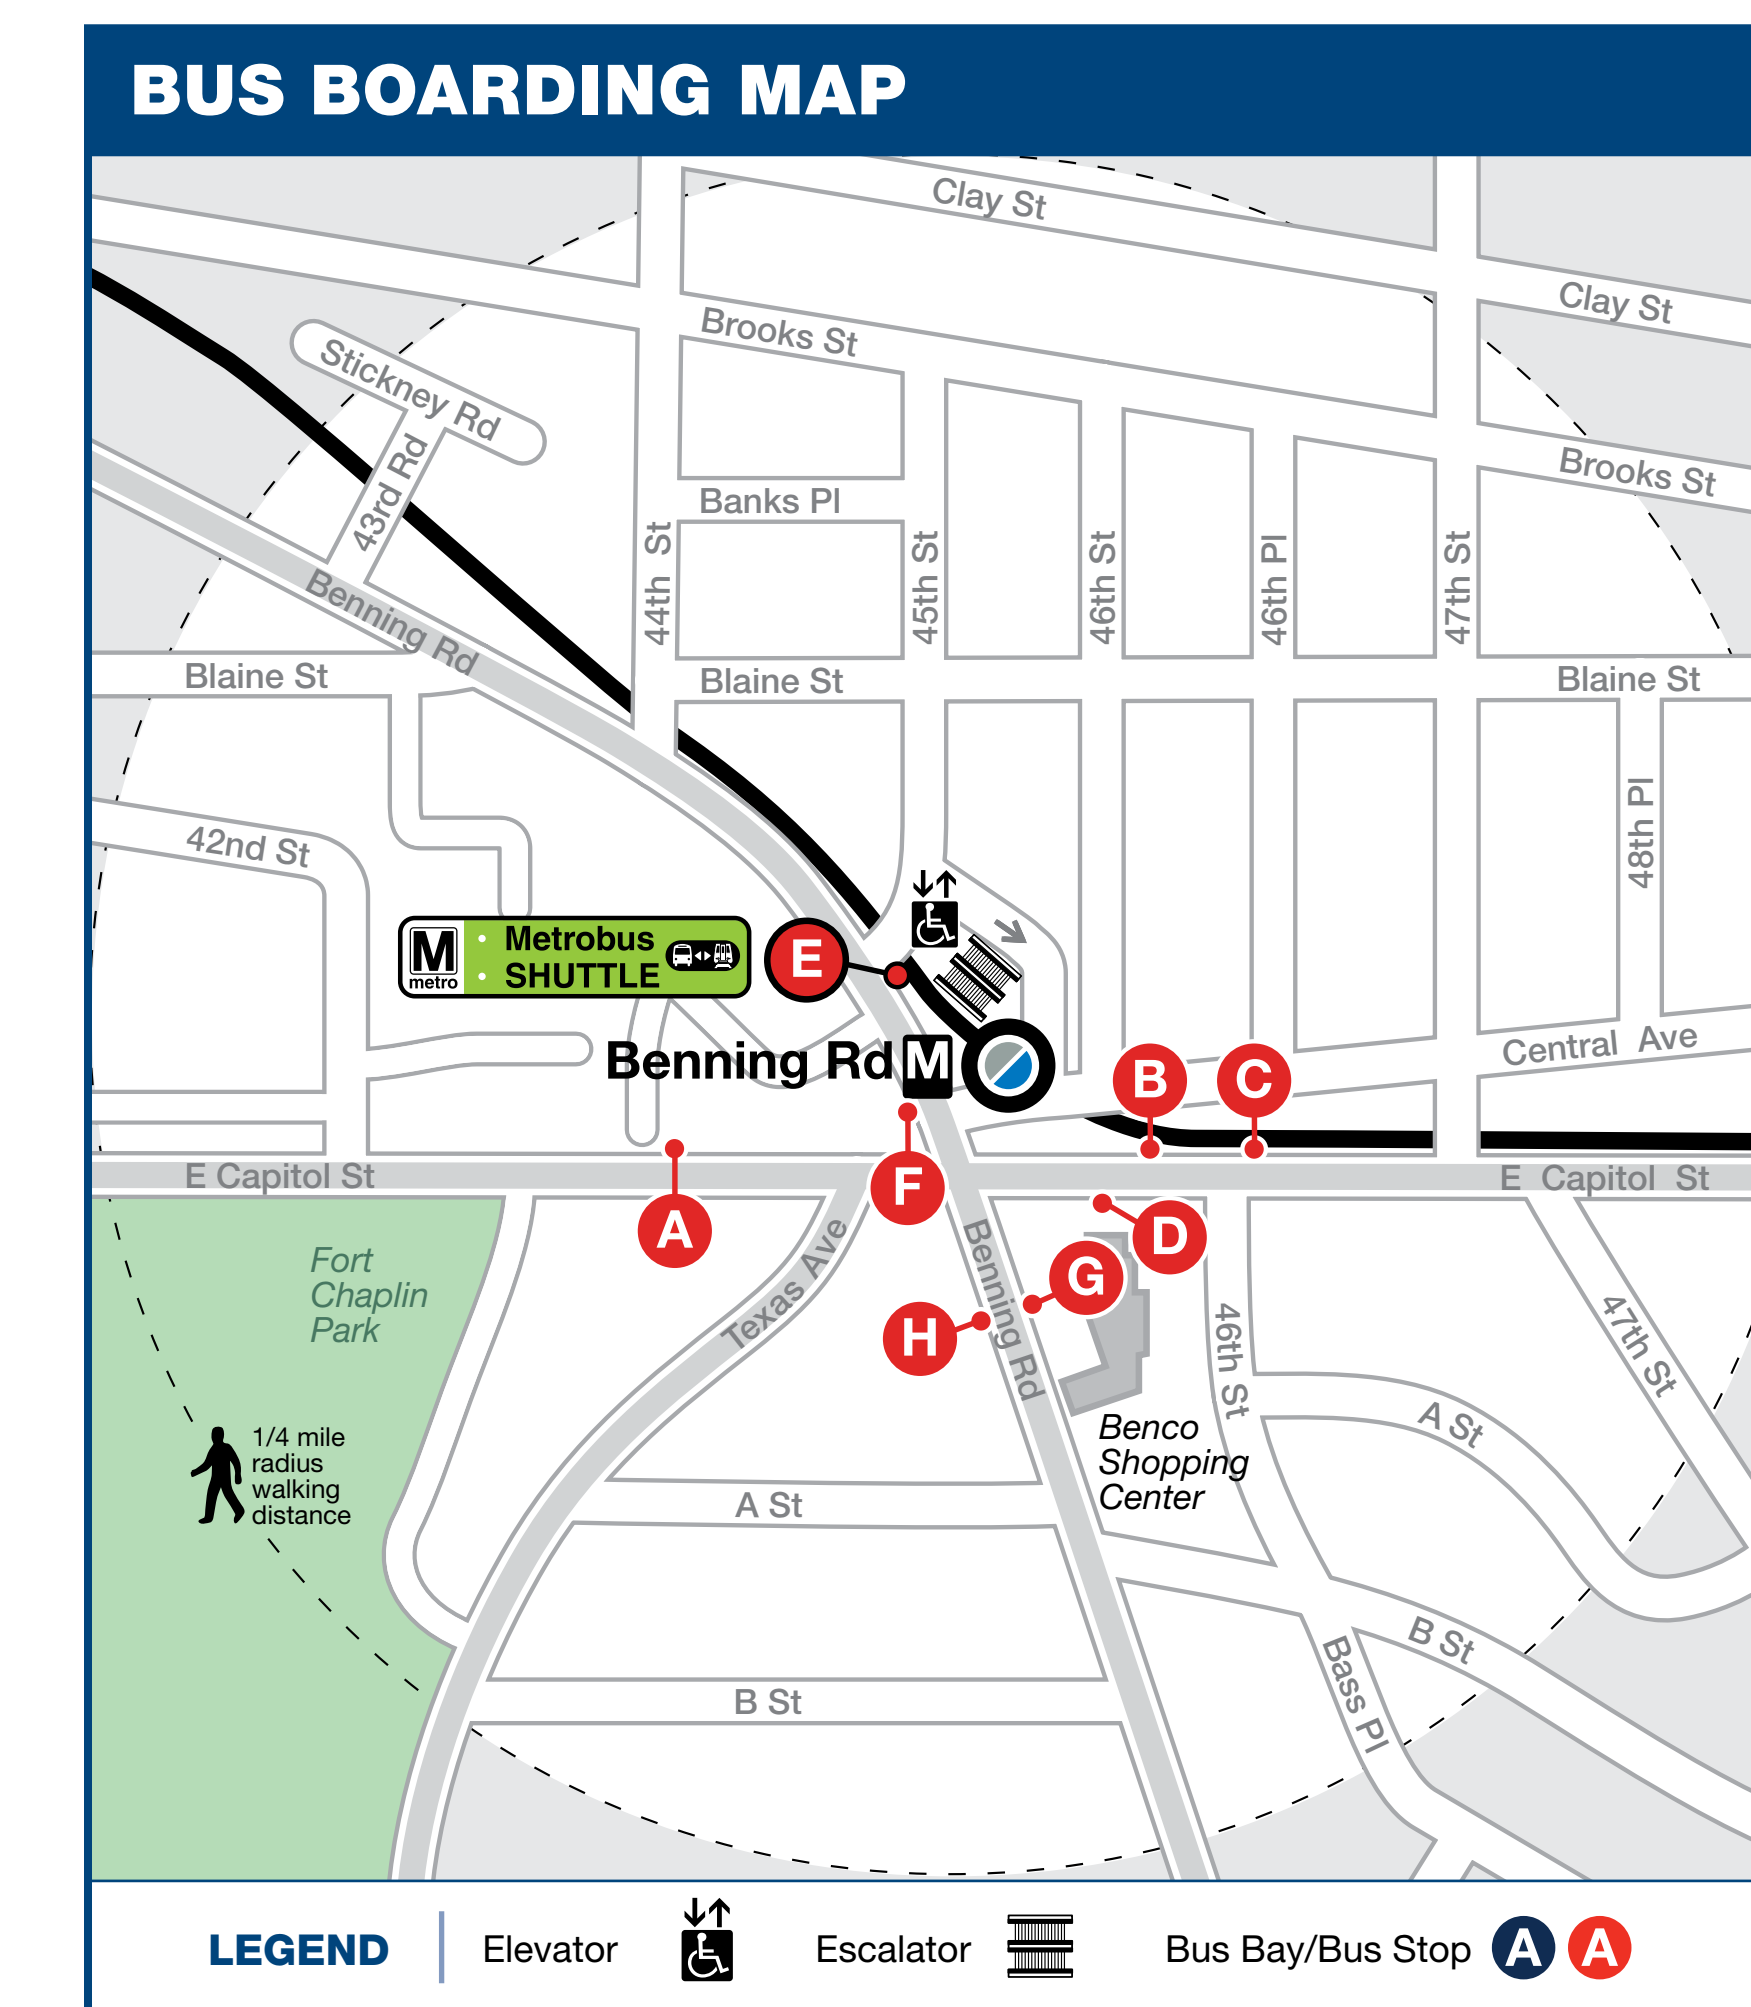 BUS BOARDING MAP
Clay St
Clay St
Brooks St
Stickney Rd
Brooks St
43rd Rd
Banks Pl
44th St
45th St
46th St
46th Pl
47th St
Benning Rd
Blaine St
Blaine St
Blaine St
48th Pl
42nd St
M
metro
· Metrobus
· SHUTTLE
E
Central Ave
Benning Rd M
B
C
E Capitol St
E Capitol St
F
A
D
Fort
Chaplin
Park
Texas Ave
Benning Rd
G
H
46th St
47th St
1/4 mile
radius
walking
distance
Benco
Shopping
Center
A St
A St
B St
B St
Bass Pl
LEGEND
Elevator
Escalator
Bus Bay/Bus Stop A A